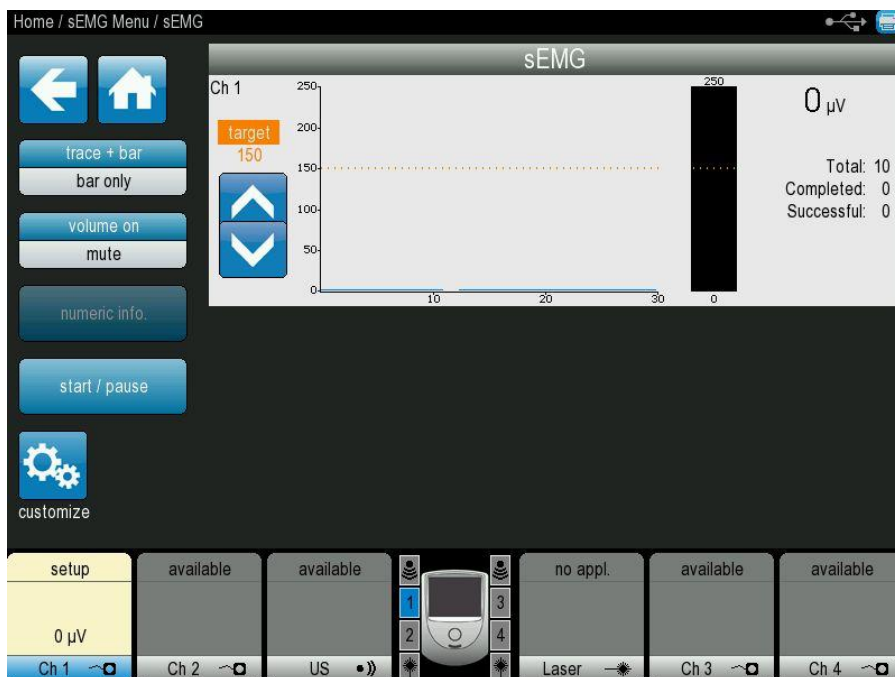 Home / sEMG Menu / sEMG
sEMG
Ch 1
target
150
250
200
150
100
50
0
10
20
30
250
0
0 µV
Total: 10
Completed: 0
Successful: 0
trace + bar
bar only
volume on
mute
numeric info.
start / pause
customize
setup
0 µV
Ch 1
available
Ch 2
available
US
1
2
3
4
no appl.
Laser
available
Ch 3
available
Ch 4